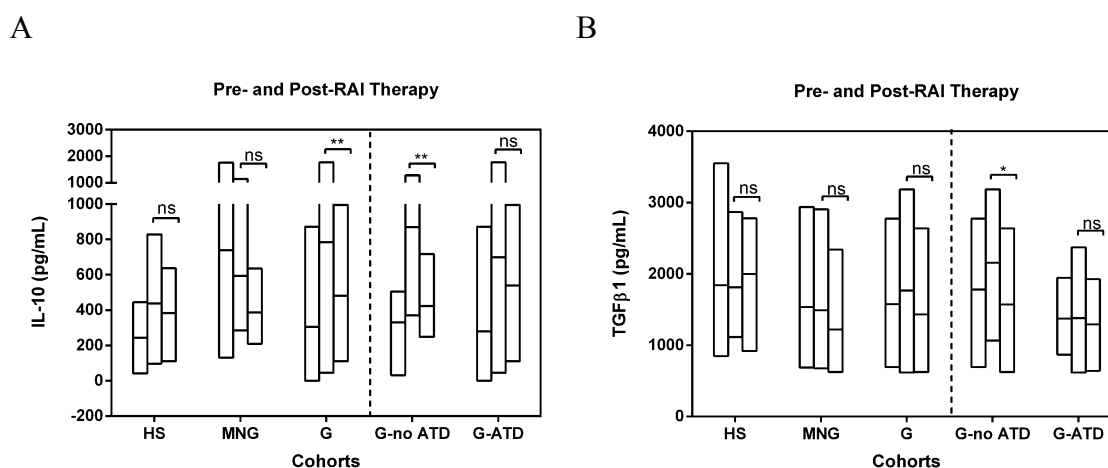 A
B
Pre- and Post-RAI Therapy
3000
2000
1000
1000
800
600
400
200
0
-200
IL-10 (pg/mL)
ns
ns
**
**
ns
HS
MNG
G
G-no ATD
G-ATD
Cohorts
Pre- and Post-RAI Therapy
4000
3000
2000
1000
0
TGFβ1 (pg/mL)
ns
ns
ns
*
ns
HS
MNG
G
G-no ATD
G-ATD
Cohorts